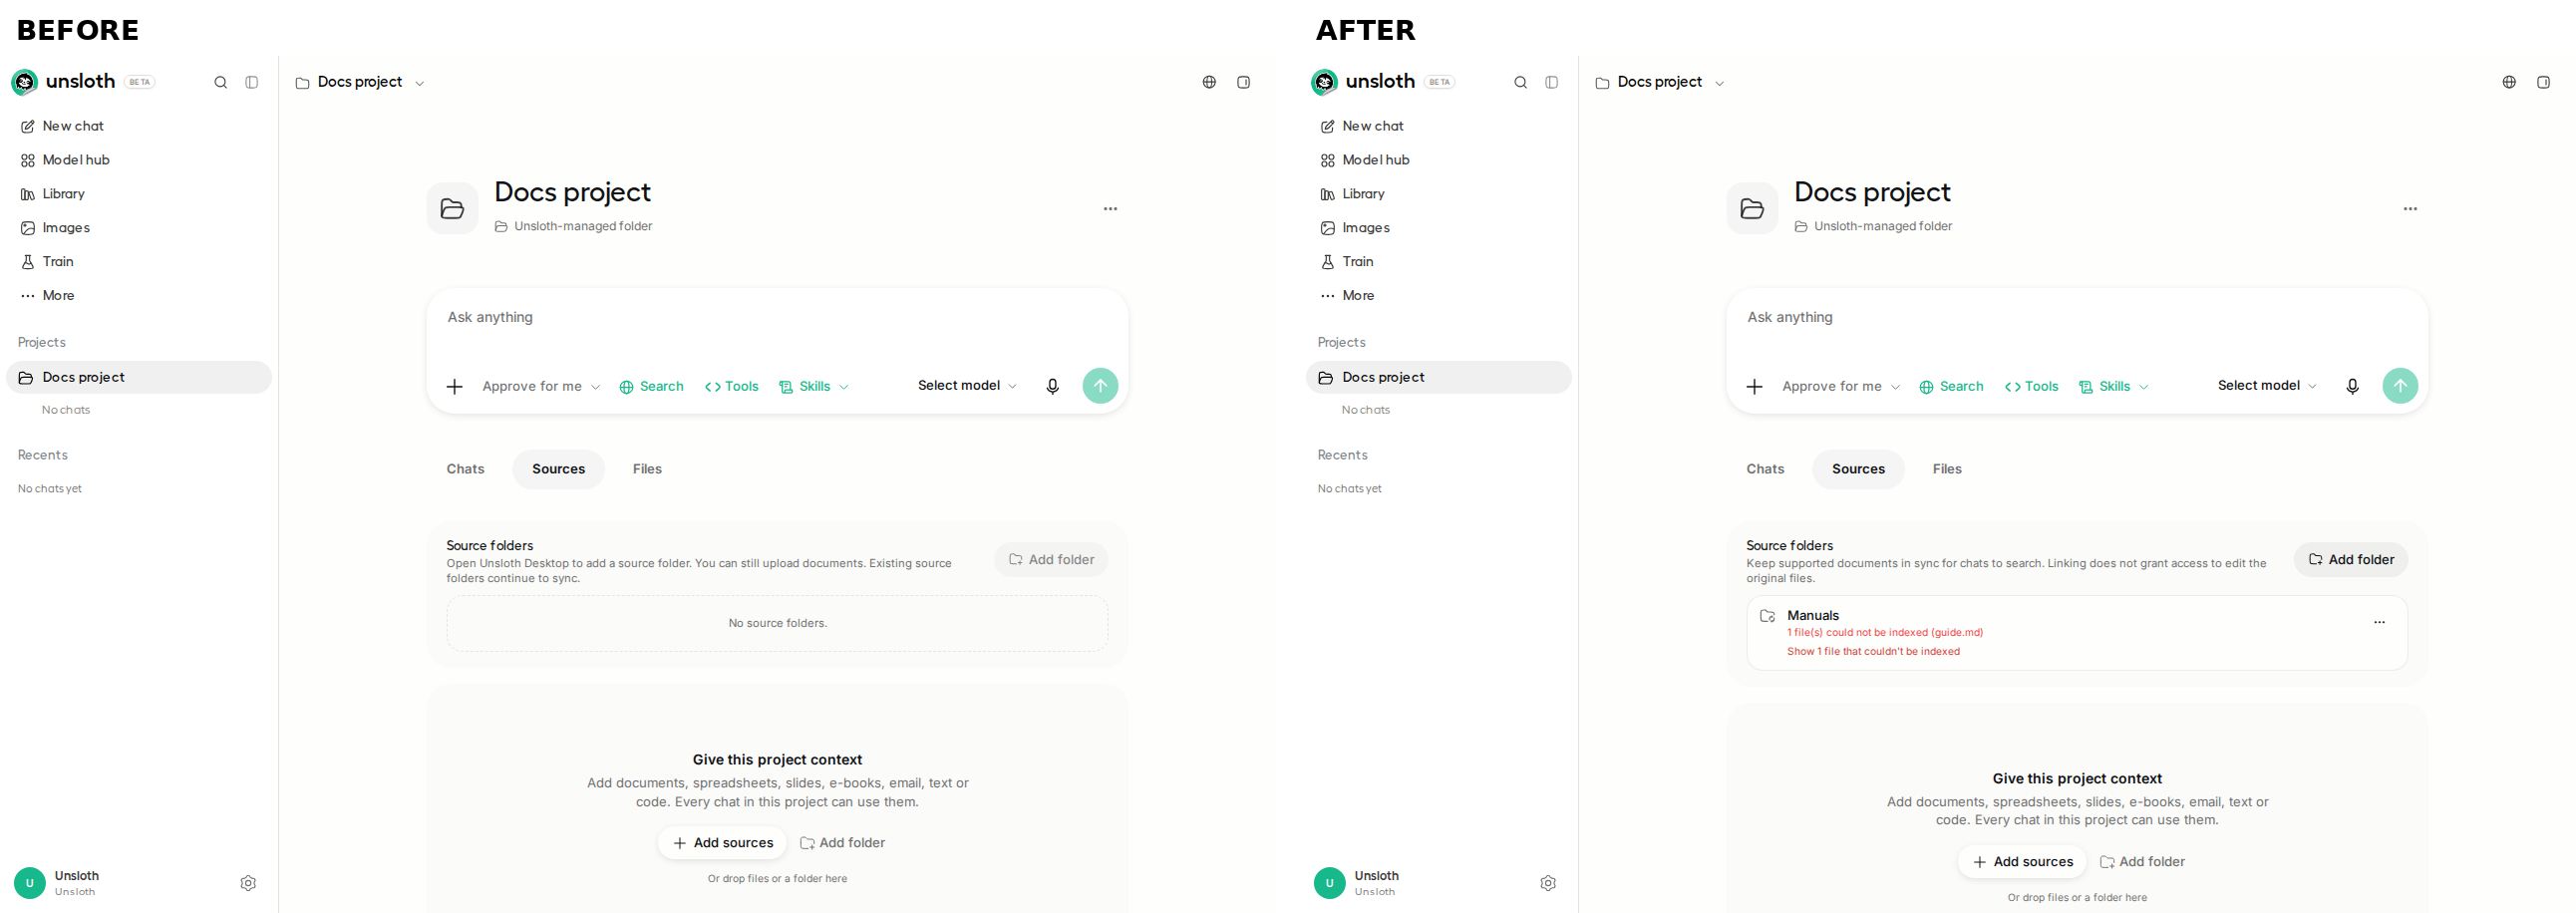 BEFORE
unsloth BETA
New chat
Model hub
Library
Images
Train
More
Projects
Docs project
No chats
Recents
No chats yet
U
Unsloth
Unsloth
Docs project
Docs project
Unsloth-managed folder
Ask anything
Approve for me Search Tools Skills Select model
Chats Sources Files
Source folders
Open Unsloth Desktop to add a source folder. You can still upload documents. Existing source
folders continue to sync.
Add folder
No source folders.
Give this project context
Add documents, spreadsheets, slides, e-books, email, text or
code. Every chat in this project can use them.
Add sources Add folder
Or drop files or a folder here
AFTER
unsloth BETA
New chat
Model hub
Library
Images
Train
More
Projects
Docs project
No chats
Recents
No chats yet
U
Unsloth
Unsloth
Docs project
Docs project
Unsloth-managed folder
Ask anything
Approve for me Search Tools Skills Select model
Chats Sources Files
Source folders
Keep supported documents in sync for chats to search. Linking does not grant access to edit the
original files.
Add folder
Manuals
1 file(s) could not be indexed (guide.md)
Show 1 file that couldn't be indexed
Give this project context
Add documents, spreadsheets, slides, e-books, email, text or
code. Every chat in this project can use them.
Add sources Add folder
Or drop files or a folder here